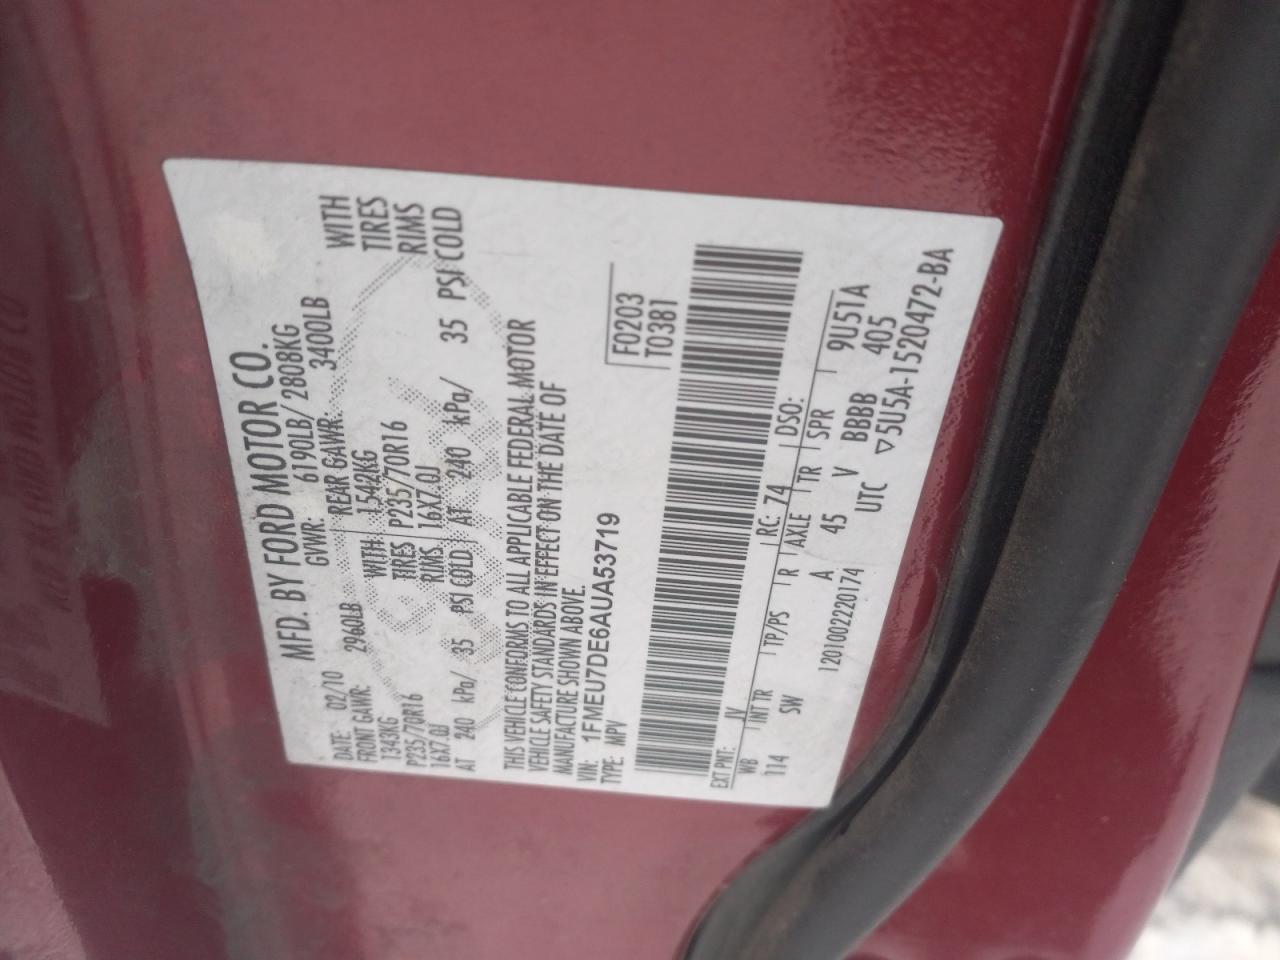 MFD. BY FORD MOTOR CO.
DATE: 02/10 GVWR: 6190LB/ 2808KG
FRONT GAWR: 2960LB REAR GAWR: 3400LB
1343KG WITH 1542KG WITH
P235/70R16 TIRES P235/70R16 TIRES
16X7.0J RIMS 16X7.0J RIMS
AT 240 kPa/ 35 PSI COLD AT 240 kPa/ 35 PSI COLD
THIS VEHICLE CONFORMS TO ALL APPLICABLE FEDERAL MOTOR
VEHICLE SAFETY STANDARDS IN EFFECT ON THE DATE OF
MANUFACTURE SHOWN ABOVE.
VIN: 1FMEU7DE6AUA53719 F0203
TYPE: MPV T0381
EXT PNT: JV RC: 74 DSO:
WB INT TR TP/PS R AXLE TR SPR 9U51A
114 SW A 45 V BBBB 405
1201002220174 UTC ▽5U5A-1520472-BA